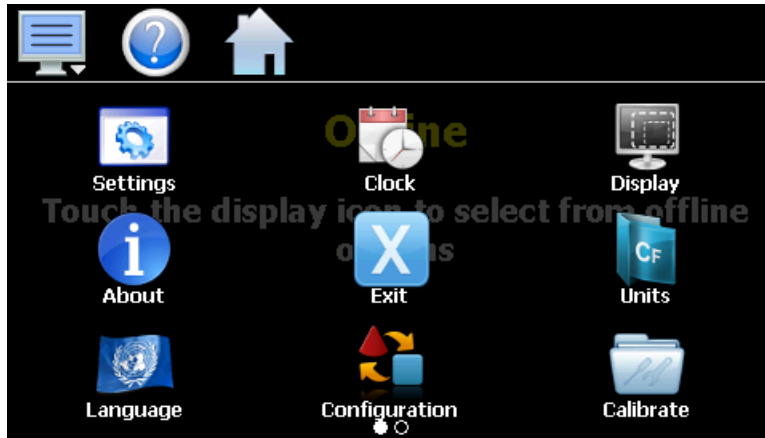 Offline
Settings
Clock
Display
Touch the display icon to select from offline
options
About
X
Exit
CF
Units
Language
Configuration
Calibrate
?
i